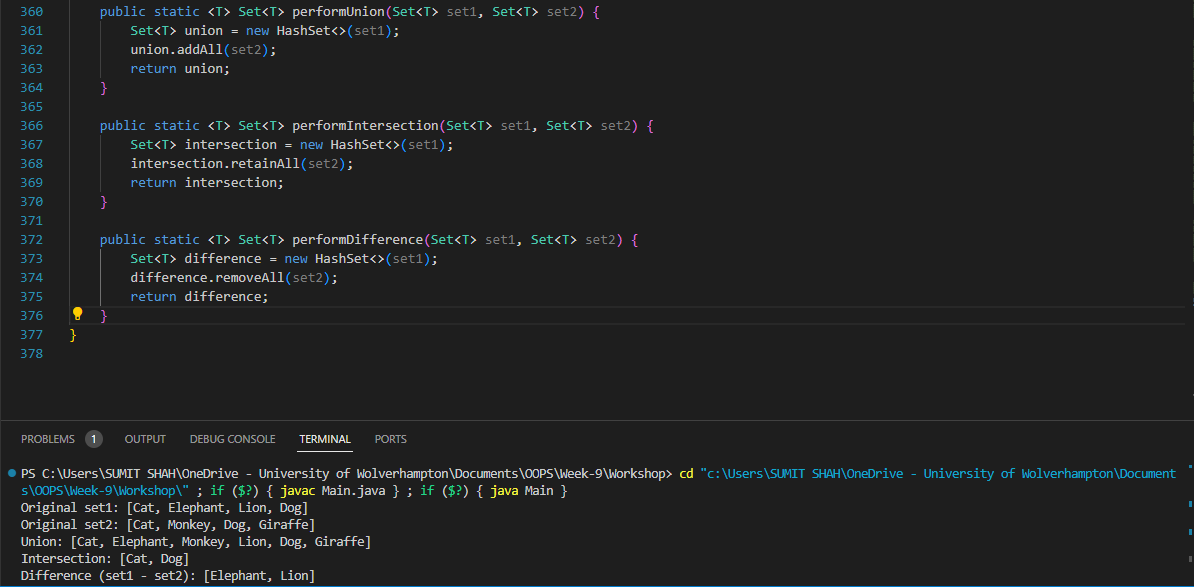 360 public static <T> Set<T> performUnion(Set<T> set1, Set<T> set2) {
361 Set<T> union = new HashSet<>(set1);
362 union.addAll(set2);
363 return union;
364 }
365
366 public static <T> Set<T> performIntersection(Set<T> set1, Set<T> set2) {
367 Set<T> intersection = new HashSet<>(set1);
368 intersection.retainAll(set2);
369 return intersection;
370 }
371
372 public static <T> Set<T> performDifference(Set<T> set1, Set<T> set2) {
373 Set<T> difference = new HashSet<>(set1);
374 difference.removeAll(set2);
375 return difference;
376 }
377 }
378
PROBLEMS 1 OUTPUT DEBUG CONSOLE TERMINAL PORTS
PS C:\Users\SUMIT SHAH\OneDrive - University of Wolverhampton\Documents\OOPS\Week-9\Workshop> cd "c:\Users\SUMIT SHAH\OneDrive - University of Wolverhampton\Document
s\OOPS\Week-9\Workshop\" ; if ($?) { javac Main.java } ; if ($?) { java Main }
Original set1: [Cat, Elephant, Lion, Dog]
Original set2: [Cat, Monkey, Dog, Giraffe]
Union: [Cat, Elephant, Monkey, Lion, Dog, Giraffe]
Intersection: [Cat, Dog]
Difference (set1 - set2): [Elephant, Lion]